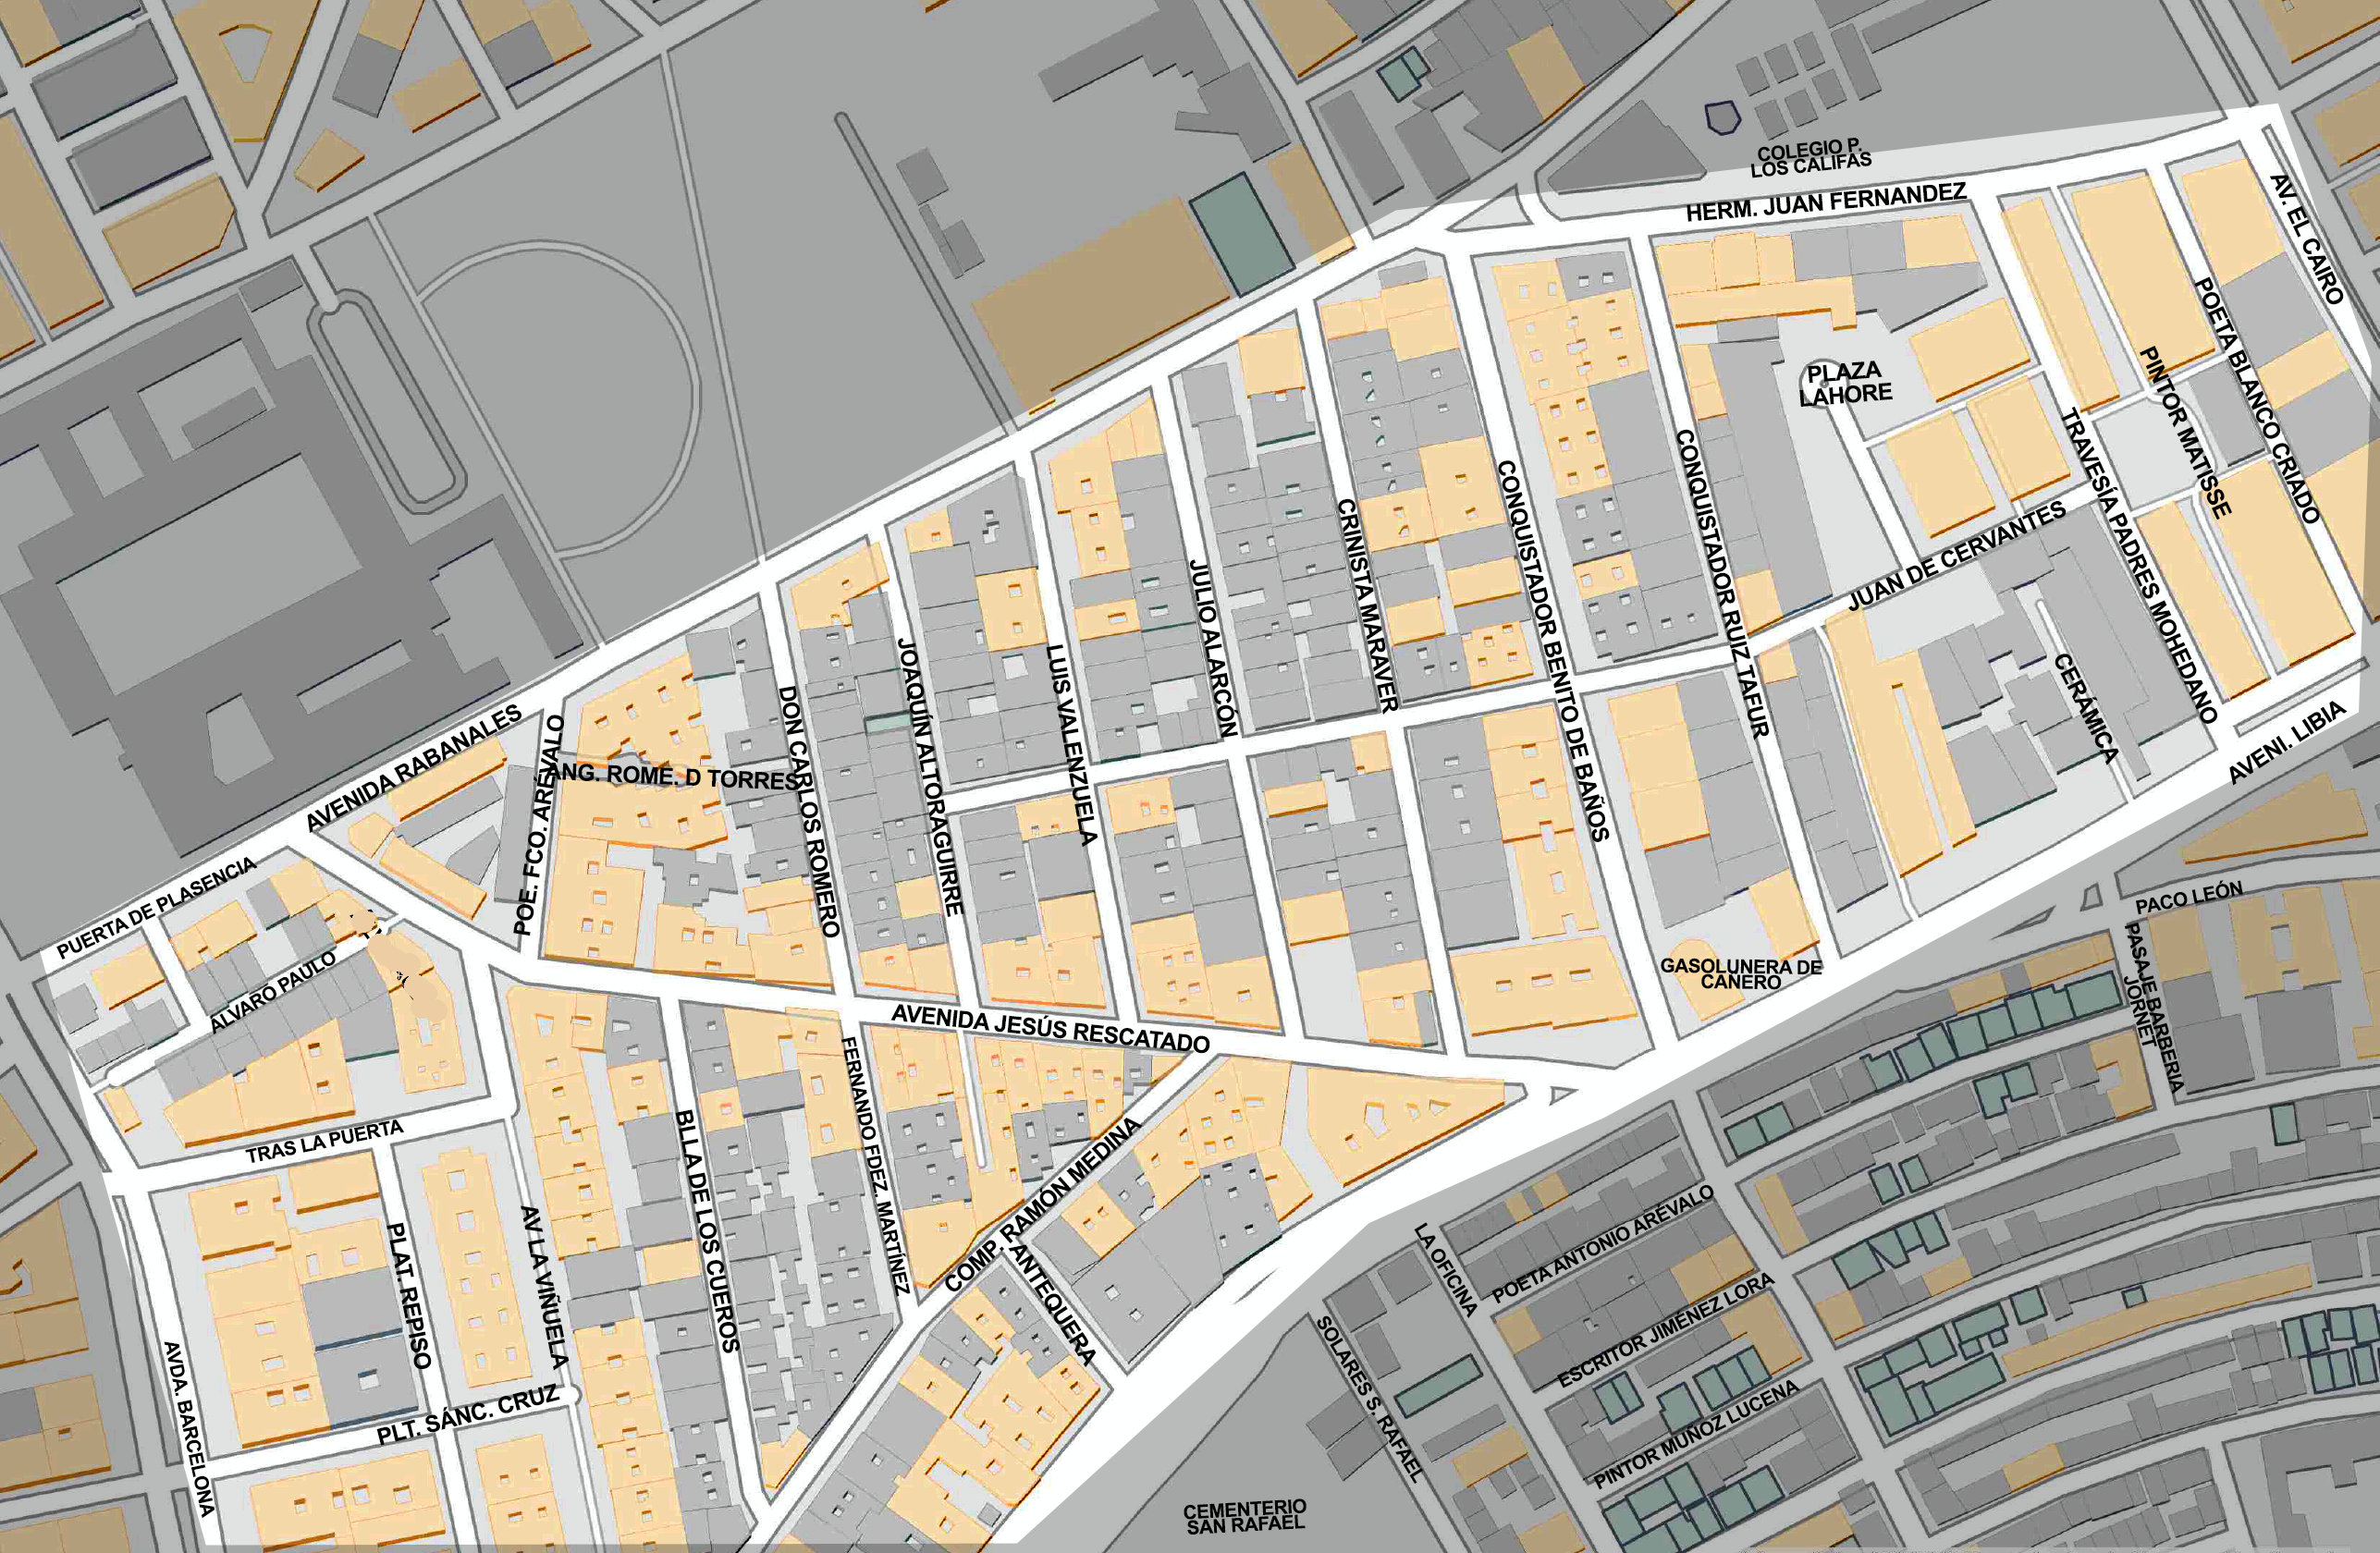 COLEGIO P.
LOS CALIFAS
HERM. JUAN FERNANDEZ
AV. EL CAIRO
POETA BLANCO CRIADO
PINTOR MATISSE
PLAZA
LAHORE
TRAVESÍA PADRES MOHEDANO
CONQUISTADOR RUIZ TAFUR
CONQUISTADOR BENITO DE BAÑOS
CRINISTA MARAVER
JULIO ALARCÓN
JUAN DE CERVANTES
LUIS VALENZUELA
JOAQUÍN ALTORAGUIRRE
DON CARLOS ROMERO
CERÁMICA
AVENI. LIBIA
AVENIDA RABANALES
POE. FCO. AREVALO
ANG. ROME. D TORRES
PUERTA DE PLASENCIA
ALVARO PAULO
PACO LEÓN
PASAJE BARBERIA
JORNET
GASOLUNERA DE
CANERO
AVENIDA JESÚS RESCATADO
FERNANDO FDEZ. MARTÍNEZ
BLLA DE LOS CUEROS
TRAS LA PUERTA
COMP. RAMÓN MEDINA
ANTEQUERA
AV LA VIÑUELA
PLAT. REPISO
PLT. SÁNC. CRUZ
AVDA. BARCELONA
LA OFICINA
POETA ANTONIO AREVALO
ESCRITOR JIMÉNEZ LORA
PINTOR MUÑOZ LUCENA
SOLARES S. RAFAEL
CEMENTERIO
SAN RAFAEL